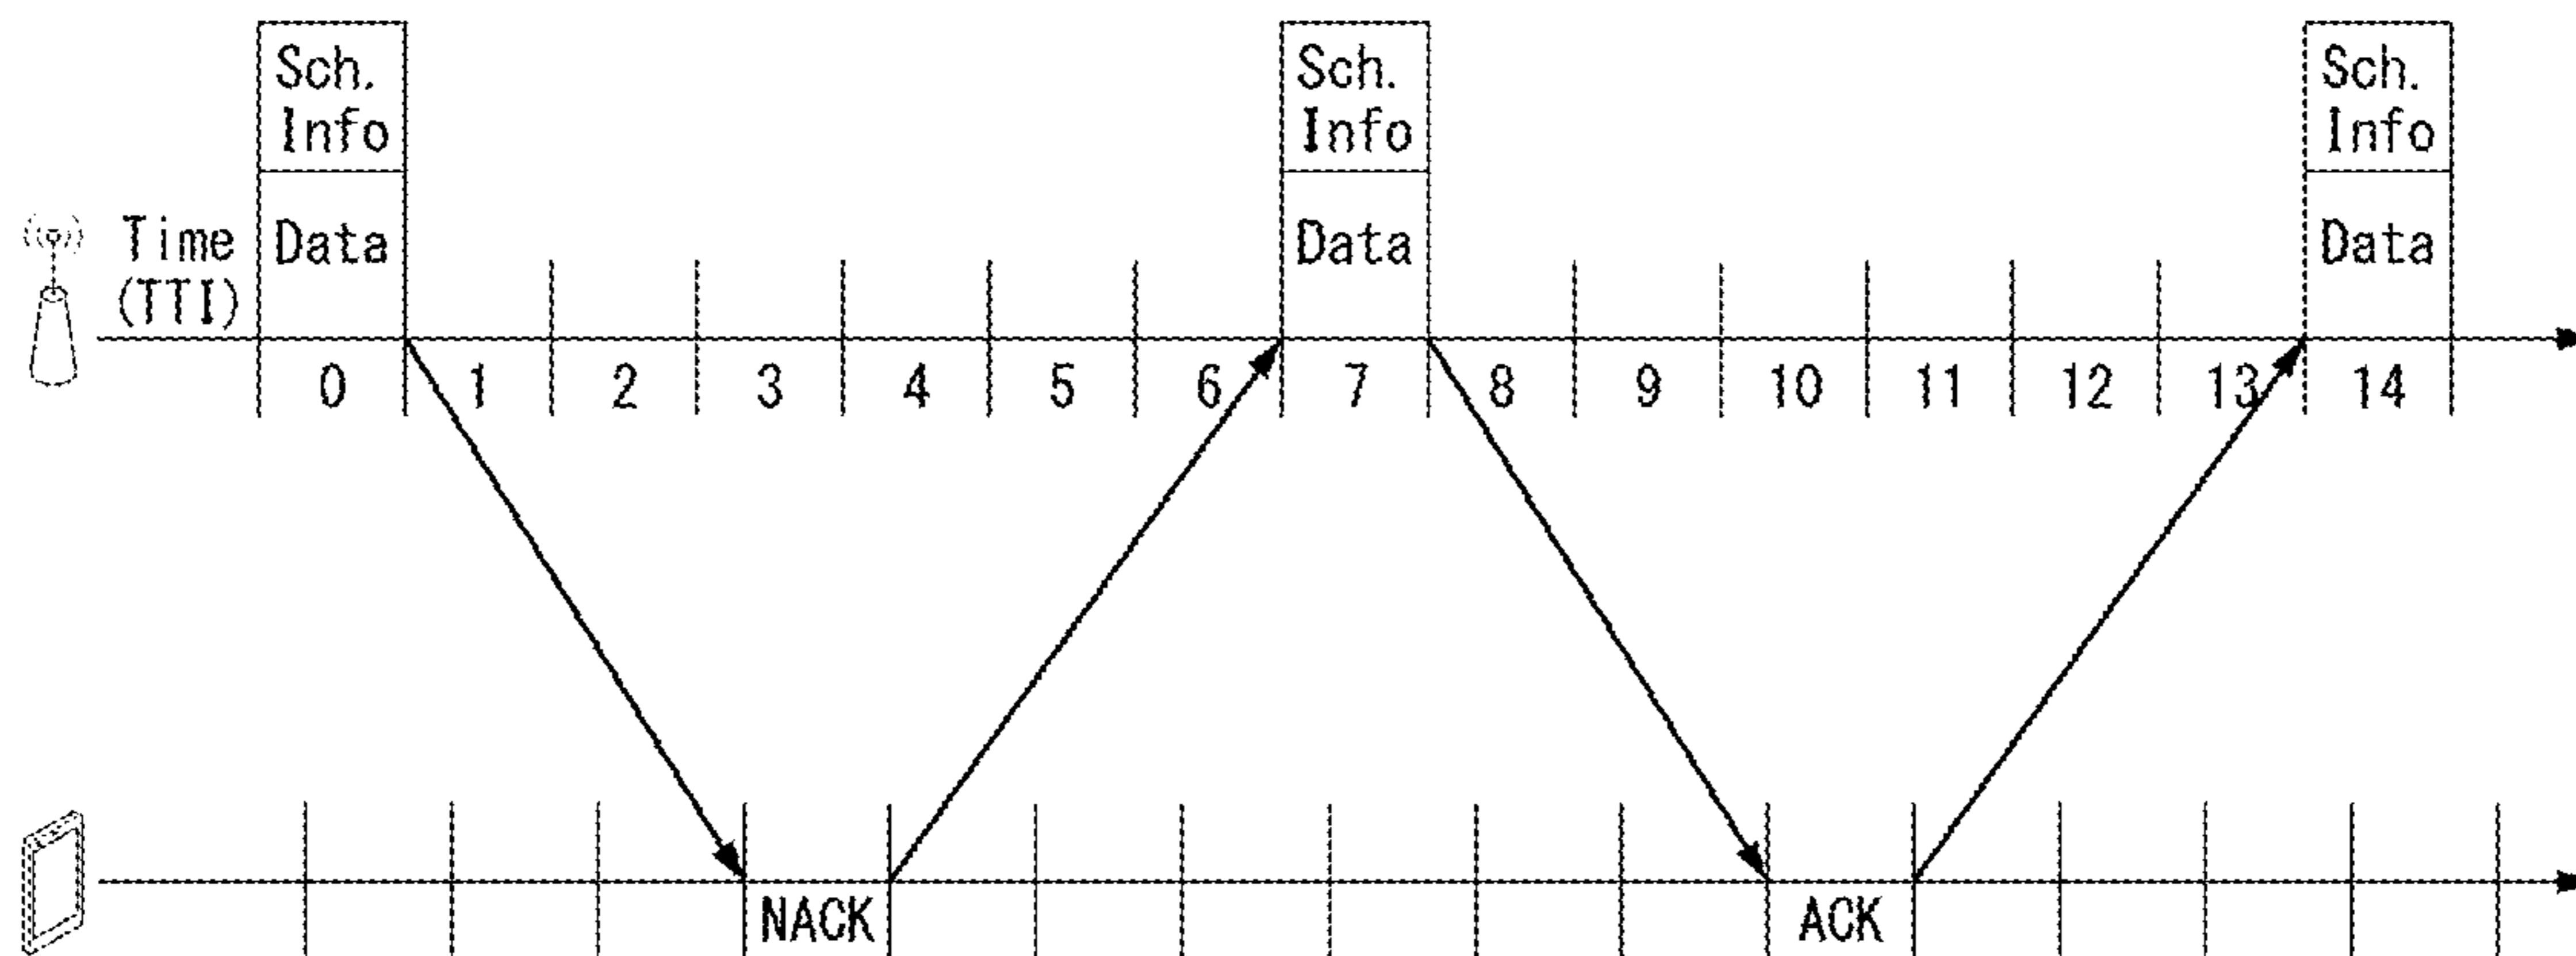 Sch.
Info
Sch.
Info
Sch.
Info
Time
(TTI)
Data
Data
Data
0 1 2 3 4 5 6 7 8 9 10 11 12 13 14
NACK
ACK